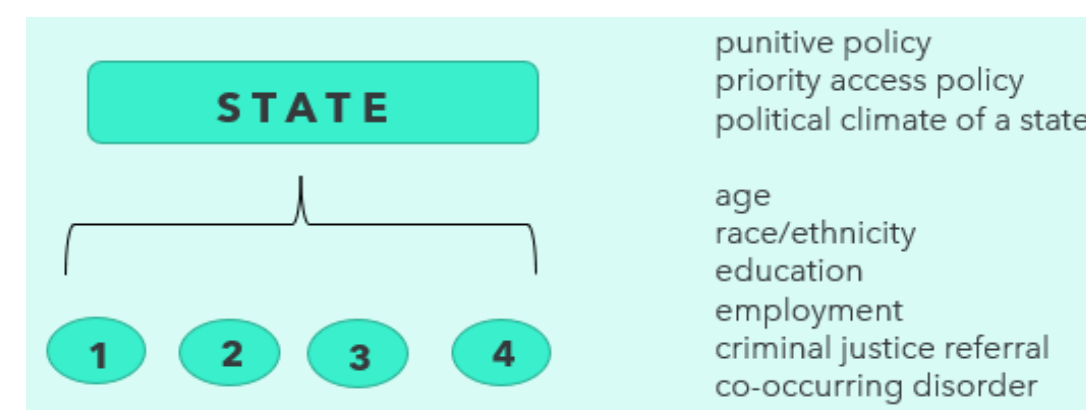 STATE
punitive policy
priority access policy
political climate of a state
age
race/ethnicity
education
employment
criminal justice referral
co-occurring disorder
1 2 3 4